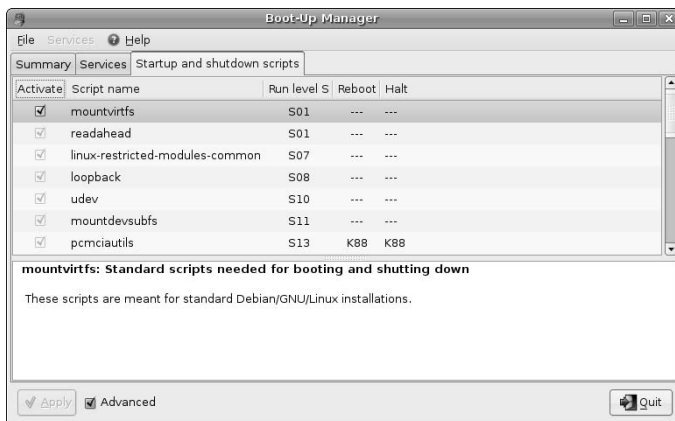 Boot-Up Manager
File Services Help
Summary Services Startup and shutdown scripts
Activate Script name Run level S Reboot Halt
mountvirtfs S01 --- ---
readahead S01 --- ---
linux-restricted-modules-common S07 --- ---
loopback S08 --- ---
udev S10 --- ---
mountdevsubfs S11 --- ---
pcmciautils S13 K88 K88
mountvirtfs: Standard scripts needed for booting and shutting down
These scripts are meant for standard Debian/GNU/Linux installations.
Apply Advanced Quit